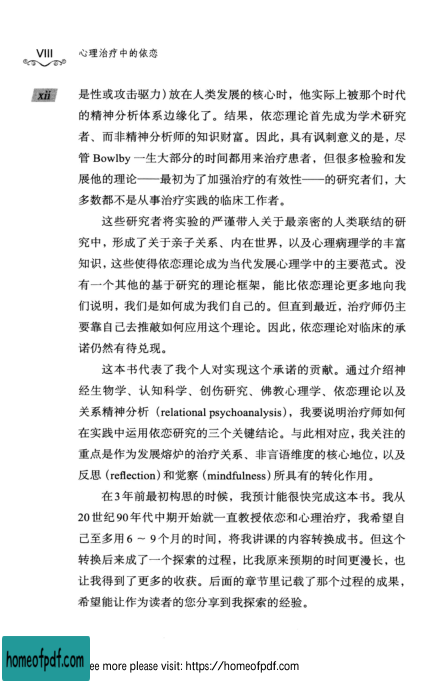 VIII 心理治疗中的依恋
xii 是性或攻击驱力）放在人类发展的核心时，他实际上被那个时代
的精神分析体系边缘化了。结果，依恋理论首先成为学术研究
者、而非精神分析师的知识财富。因此，具有讽刺意义的是，尽
管 Bowlby 一生大部分的时间都用来治疗患者，但很多检验和发
展他的理论——最初为了加强治疗的有效性——的研究者们，大
多数都不是从事治疗实践的临床工作者。
这些研究者将实验的严谨带入关于最亲密的人类联结的研
究中，形成了关于亲子关系、内在世界，以及心理病理学的丰富
知识，这些使得依恋理论成为当代发展心理学中的主要范式。没
有一个其他的基于研究的理论框架，能比依恋理论更多地向我
们说明，我们是如何成为我们自己的。但直到最近，治疗师仍主
要靠自己去推敲如何应用这个理论。因此，依恋理论对临床的承
诺仍然有待兑现。
这本书代表了我个人对实现这个承诺的贡献。通过介绍神
经生物学、认知科学、创伤研究、佛教心理学、依恋理论以及
关系精神分析（relational psychoanalysis），我要说明治疗师如何
在实践中运用依恋研究的三个关键结论。与此相对应，我关注的
重点是作为发展熔炉的治疗关系、非言语维度的核心地位，以及
反思（reflection）和觉察（mindfulness）所具有的转化作用。
在3年前最初构思的时候，我预计能很快完成这本书。我从
20世纪90年代中期开始就一直教授依恋和心理治疗，我希望自
己至多用6 ～ 9个月的时间，将我讲课的内容转换成书。但这个
转换后来成了一个探索的过程，比我原来预期的时间更漫长，也
让我得到了更多的收获。后面的章节里记载了那个过程的成果，
希望能让作为读者的您分享到我探索的经验。
homeofpdf.com ee more please visit: https://homeofpdf.com